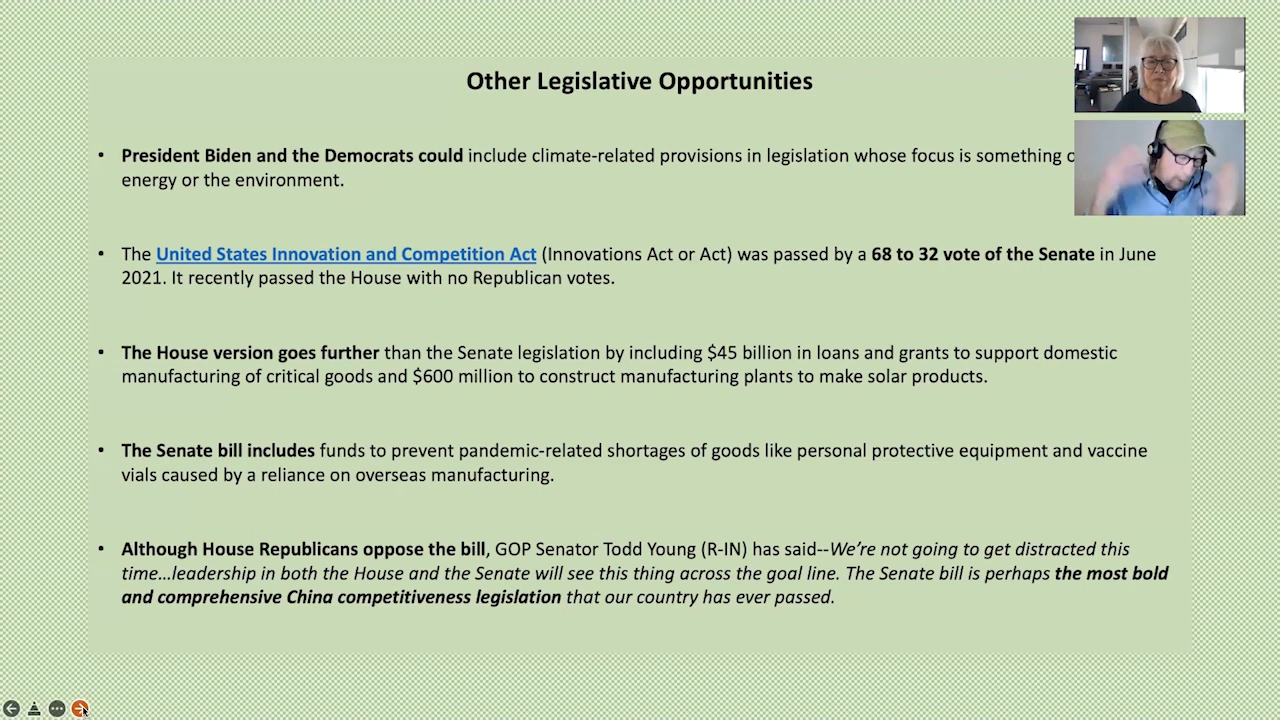 Other Legislative Opportunities
• President Biden and the Democrats could include climate-related provisions in legislation whose focus is something
energy or the environment.
• The United States Innovation and Competition Act (Innovations Act or Act) was passed by a 68 to 32 vote of the Senate in June
2021. It recently passed the House with no Republican votes.
• The House version goes further than the Senate legislation by including $45 billion in loans and grants to support domestic
manufacturing of critical goods and $600 million to construct manufacturing plants to make solar products.
• The Senate bill includes funds to prevent pandemic-related shortages of goods like personal protective equipment and vaccine
vials caused by a reliance on overseas manufacturing.
• Although House Republicans oppose the bill, GOP Senator Todd Young (R-IN) has said--We’re not going to get distracted this
time…leadership in both the House and the Senate will see this thing across the goal line. The Senate bill is perhaps the most bold
and comprehensive China competitiveness legislation that our country has ever passed.